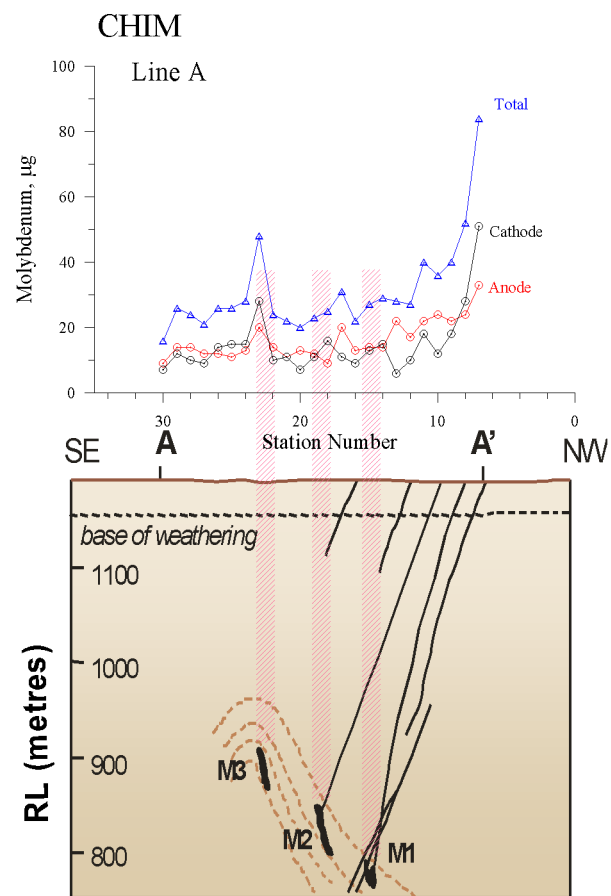 CHIM
Line A
100
80
60
40
20
0
Molybdenum, µg
Total
Cathode
Anode
30 20 10 0
Station Number
SE A A' NW
base of weathering
1100
1000
900
800
RL (metres)
M3
M2
M1